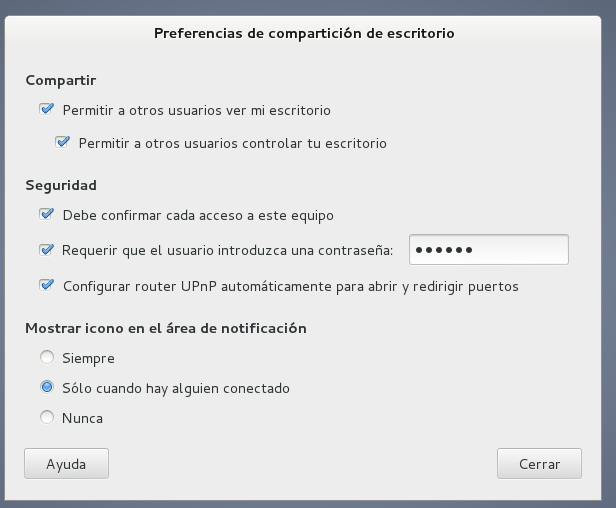 Preferencias de compartición de escritorio
Compartir
Permitir a otros usuarios ver mi escritorio
Permitir a otros usuarios controlar tu escritorio
Seguridad
Debe confirmar cada acceso a este equipo
Requerir que el usuario introduzca una contraseña: ●●●●●●
Configurar router UPnP automáticamente para abrir y redirigir puertos
Mostrar icono en el área de notificación
Siempre
Sólo cuando hay alguien conectado
Nunca
Ayuda
Cerrar